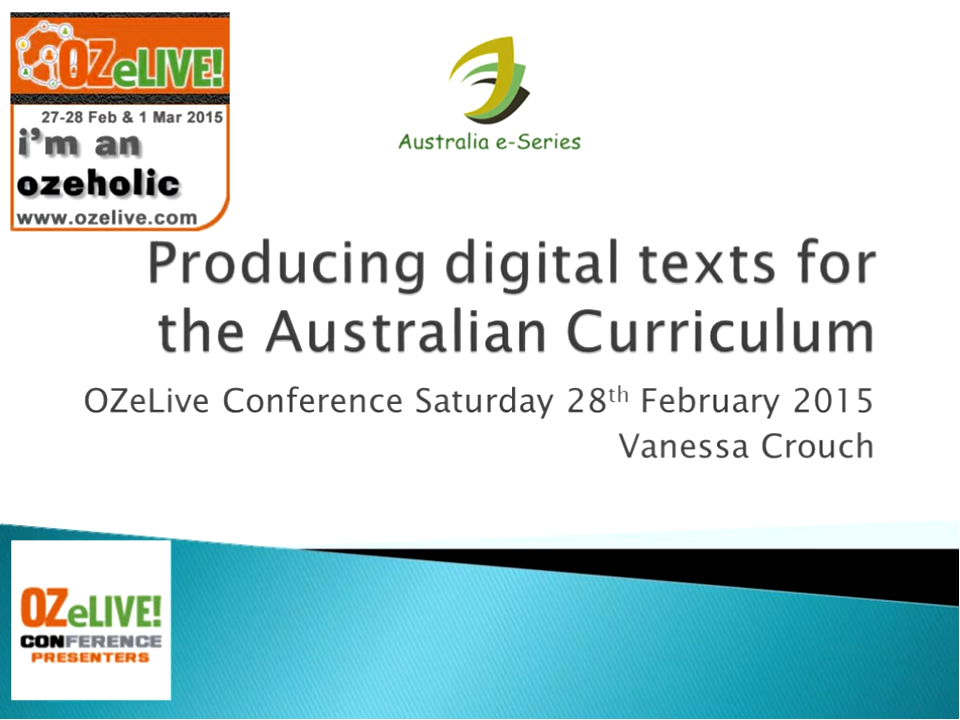 OZeLIVE!
27-28 Feb & 1 Mar 2015
i'm an
ozeholic
www.ozelive.com
Australia e-Series
Producing digital texts for
the Australian Curriculum
OZeLive Conference Saturday 28th February 2015
Vanessa Crouch
OZeLIVE!
CONFERENCE
PRESENTERS